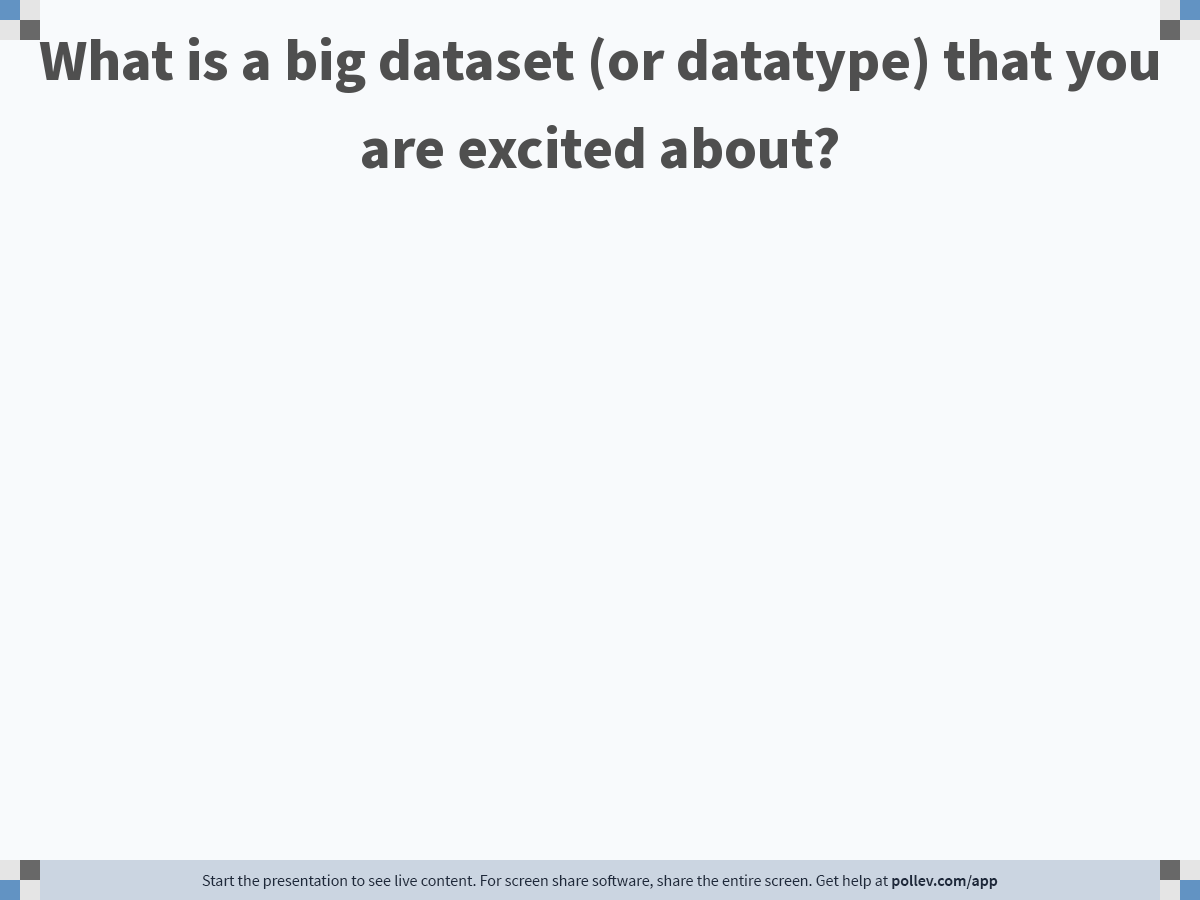 What is a big dataset (or datatype) that you
are excited about?
Start the presentation to see live content. For screen share software, share the entire screen. Get help at pollev.com/app